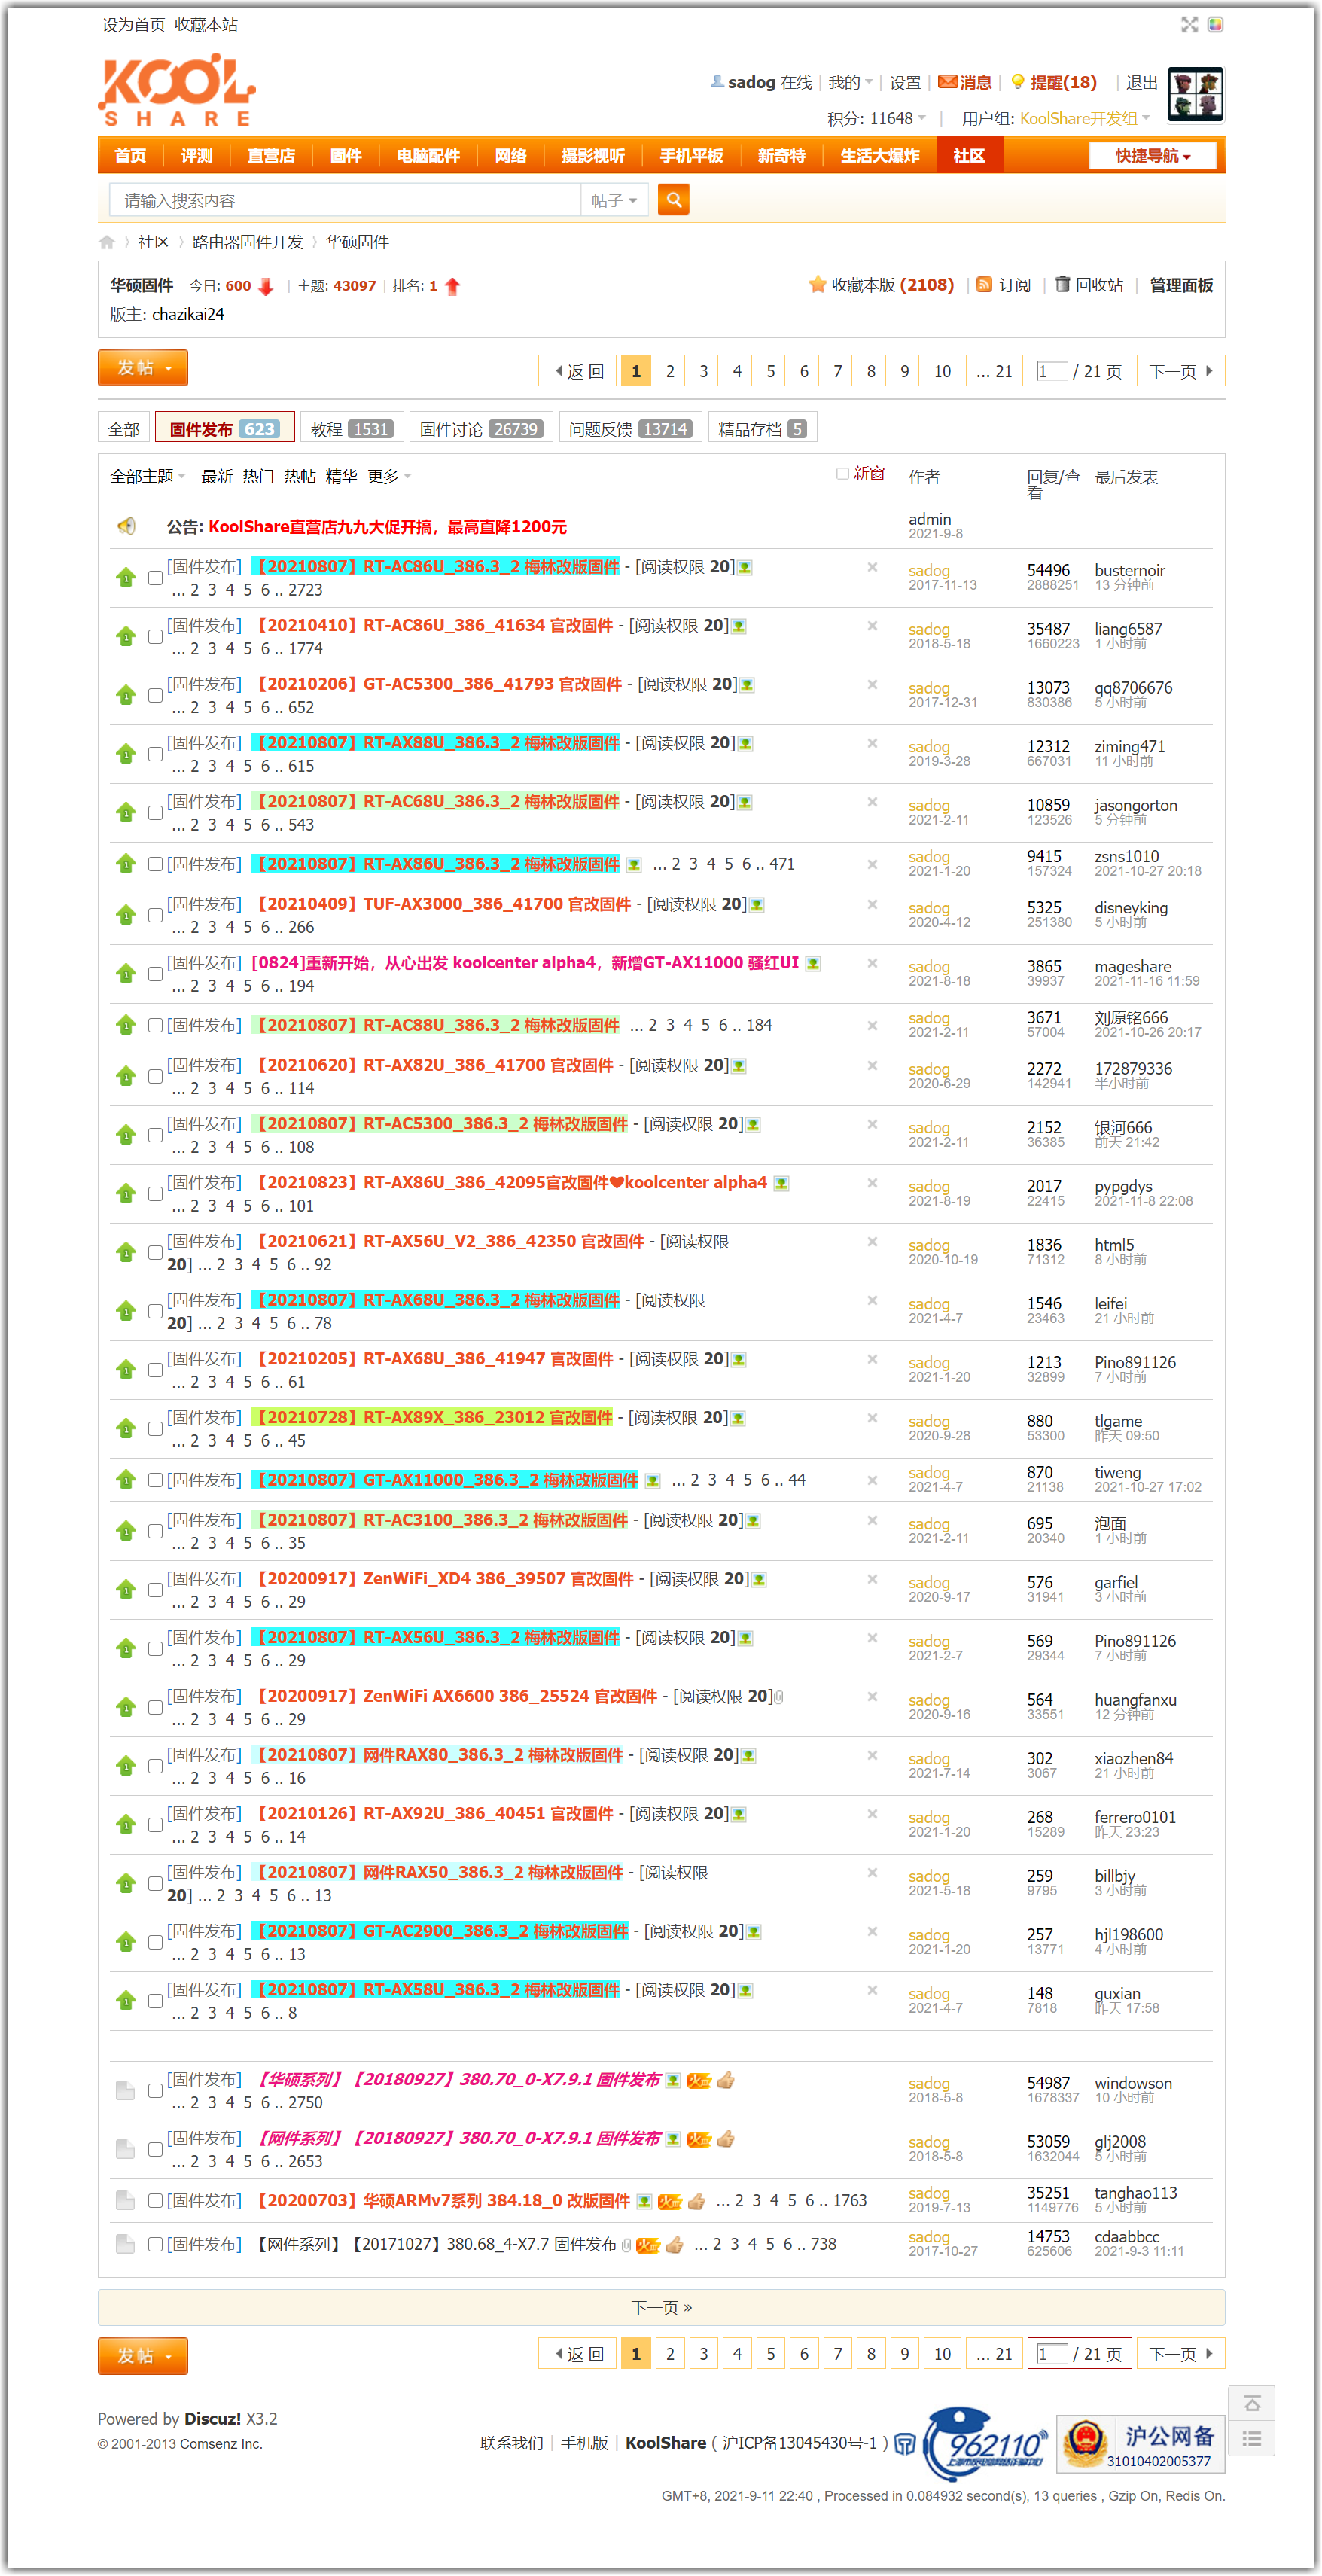 设为首页 收藏本站
KOOL
SHARE
sadog 在线 | 我的 | 设置 | 消息 | 提醒(18) | 退出
积分: 11648 | 用户组: KoolShare开发组
首页 评测 直营店 固件 电脑配件 网络 摄影视听 手机平板 新奇特 生活大爆炸 社区 快捷导航
请输入搜索内容 帖子
社区 › 路由器固件开发 › 华硕固件
华硕固件 今日: 600 | 主题: 43097 | 排名: 1 收藏本版 (2108) | 订阅 | 回收站 | 管理面板
版主: chazikai24
发帖 返 回 1 2 3 4 5 6 7 8 9 10 ... 21 1 / 21 页 下一页
全部 固件发布 623 教程 1531 固件讨论 26739 问题反馈 13714 精品存档 5
全部主题 最新 热门 热帖 精华 更多 新窗 作者 回复/查看 最后发表
公告: KoolShare直营店九九大促开搞，最高直降1200元 admin
2021-9-8
[固件发布] 【20210807】RT-AC86U_386.3_2 梅林改版固件 - [阅读权限 20] sadog 54496 busternoir
... 2 3 4 5 6 .. 2723 2017-11-13 2888251 13 分钟前
[固件发布] 【20210410】RT-AC86U_386_41634 官改固件 - [阅读权限 20] sadog 35487 liang6587
... 2 3 4 5 6 .. 1774 2018-5-18 1660223 1 小时前
[固件发布] 【20210206】GT-AC5300_386_41793 官改固件 - [阅读权限 20] sadog 13073 qq8706676
... 2 3 4 5 6 .. 652 2017-12-31 830386 5 小时前
[固件发布] 【20210807】RT-AX88U_386.3_2 梅林改版固件 - [阅读权限 20] sadog 12312 ziming471
... 2 3 4 5 6 .. 615 2019-3-28 667031 11 小时前
[固件发布] 【20210807】RT-AC68U_386.3_2 梅林改版固件 - [阅读权限 20] sadog 10859 jasongorton
... 2 3 4 5 6 .. 543 2021-2-11 123526 5 分钟前
[固件发布] 【20210807】RT-AX86U_386.3_2 梅林改版固件 ... 2 3 4 5 6 .. 471 sadog 9415 zsns1010
2021-1-20 157324 2021-10-27 20:18
[固件发布] 【20210409】TUF-AX3000_386_41700 官改固件 - [阅读权限 20] sadog 5325 disneyking
... 2 3 4 5 6 .. 266 2020-4-12 251380 5 小时前
[固件发布] [0824]重新开始，从心出发 koolcenter alpha4，新增GT-AX11000 骚红UI sadog 3865 mageshare
... 2 3 4 5 6 .. 194 2021-8-18 39937 2021-11-16 11:59
[固件发布] 【20210807】RT-AC88U_386.3_2 梅林改版固件 ... 2 3 4 5 6 .. 184 sadog 3671 刘原铭666
2021-2-11 57004 2021-10-26 20:17
[固件发布] 【20210620】RT-AX82U_386_41700 官改固件 - [阅读权限 20] sadog 2272 172879336
... 2 3 4 5 6 .. 114 2020-6-29 142941 半小时前
[固件发布] 【20210807】RT-AC5300_386.3_2 梅林改版固件 - [阅读权限 20] sadog 2152 银河666
... 2 3 4 5 6 .. 108 2021-2-11 36385 前天 21:42
[固件发布] 【20210823】RT-AX86U_386_42095官改固件❤koolcenter alpha4 sadog 2017 pypgdys
... 2 3 4 5 6 .. 101 2021-8-19 22415 2021-11-8 22:08
[固件发布] 【20210621】RT-AX56U_V2_386_42350 官改固件 - [阅读权限 sadog 1836 html5
20] ... 2 3 4 5 6 .. 92 2020-10-19 71312 8 小时前
[固件发布] 【20210807】RT-AX68U_386.3_2 梅林改版固件 - [阅读权限 sadog 1546 leifei
20] ... 2 3 4 5 6 .. 78 2021-4-7 23463 21 小时前
[固件发布] 【20210205】RT-AX68U_386_41947 官改固件 - [阅读权限 20] sadog 1213 Pino891126
... 2 3 4 5 6 .. 61 2021-1-20 32899 7 小时前
[固件发布] 【20210728】RT-AX89X_386_23012 官改固件 - [阅读权限 20] sadog 880 tlgame
... 2 3 4 5 6 .. 45 2020-9-28 53300 昨天 09:50
[固件发布] 【20210807】GT-AX11000_386.3_2 梅林改版固件 ... 2 3 4 5 6 .. 44 sadog 870 tiweng
2021-4-7 21138 2021-10-27 17:02
[固件发布] 【20210807】RT-AC3100_386.3_2 梅林改版固件 - [阅读权限 20] sadog 695 泡面
... 2 3 4 5 6 .. 35 2021-2-11 20340 1 小时前
[固件发布] 【20200917】ZenWiFi_XD4 386_39507 官改固件 - [阅读权限 20] sadog 576 garfiel
... 2 3 4 5 6 .. 29 2020-9-17 31941 3 小时前
[固件发布] 【20210807】RT-AX56U_386.3_2 梅林改版固件 - [阅读权限 20] sadog 569 Pino891126
... 2 3 4 5 6 .. 29 2021-2-7 29344 7 小时前
[固件发布] 【20200917】ZenWiFi AX6600 386_25524 官改固件 - [阅读权限 20] sadog 564 huangfanxu
... 2 3 4 5 6 .. 29 2020-9-16 33551 12 分钟前
[固件发布] 【20210807】网件RAX80_386.3_2 梅林改版固件 - [阅读权限 20] sadog 302 xiaozhen84
... 2 3 4 5 6 .. 16 2021-7-14 3067 21 小时前
[固件发布] 【20210126】RT-AX92U_386_40451 官改固件 - [阅读权限 20] sadog 268 ferrero0101
... 2 3 4 5 6 .. 14 2021-1-20 15289 昨天 23:23
[固件发布] 【20210807】网件RAX50_386.3_2 梅林改版固件 - [阅读权限 sadog 259 billbjy
20] ... 2 3 4 5 6 .. 13 2021-5-18 9795 3 小时前
[固件发布] 【20210807】GT-AC2900_386.3_2 梅林改版固件 - [阅读权限 20] sadog 257 hjl198600
... 2 3 4 5 6 .. 13 2021-1-20 13771 4 小时前
[固件发布] 【20210807】RT-AX58U_386.3_2 梅林改版固件 - [阅读权限 20] sadog 148 guxian
... 2 3 4 5 6 .. 8 2021-4-7 7818 昨天 17:58
[固件发布] 【华硕系列】【20180927】380.70_0-X7.9.1 固件发布 sadog 54987 windowson
... 2 3 4 5 6 .. 2750 2018-5-8 1678337 10 小时前
[固件发布] 【网件系列】【20180927】380.70_0-X7.9.1 固件发布 sadog 53059 glj2008
... 2 3 4 5 6 .. 2653 2018-5-8 1632044 5 小时前
[固件发布] 【20200703】华硕ARMv7系列 384.18_0 改版固件 ... 2 3 4 5 6 .. 1763 sadog 35251 tanghao113
2019-7-13 1149776 5 小时前
[固件发布] 【网件系列】【20171027】380.68_4-X7.7 固件发布 ... 2 3 4 5 6 .. 738 sadog 14753 cdaabbcc
2017-10-27 625606 2021-9-3 11:11
下一页 »
发帖 返 回 1 2 3 4 5 6 7 8 9 10 ... 21 1 / 21 页 下一页
Powered by Discuz! X3.2
© 2001-2013 Comsenz Inc.
联系我们 | 手机版 | KoolShare ( 沪ICP备13045430号-1 ) 962110 沪公网备
31010402005377
GMT+8, 2021-9-11 22:40 , Processed in 0.084932 second(s), 13 queries , Gzip On, Redis On.